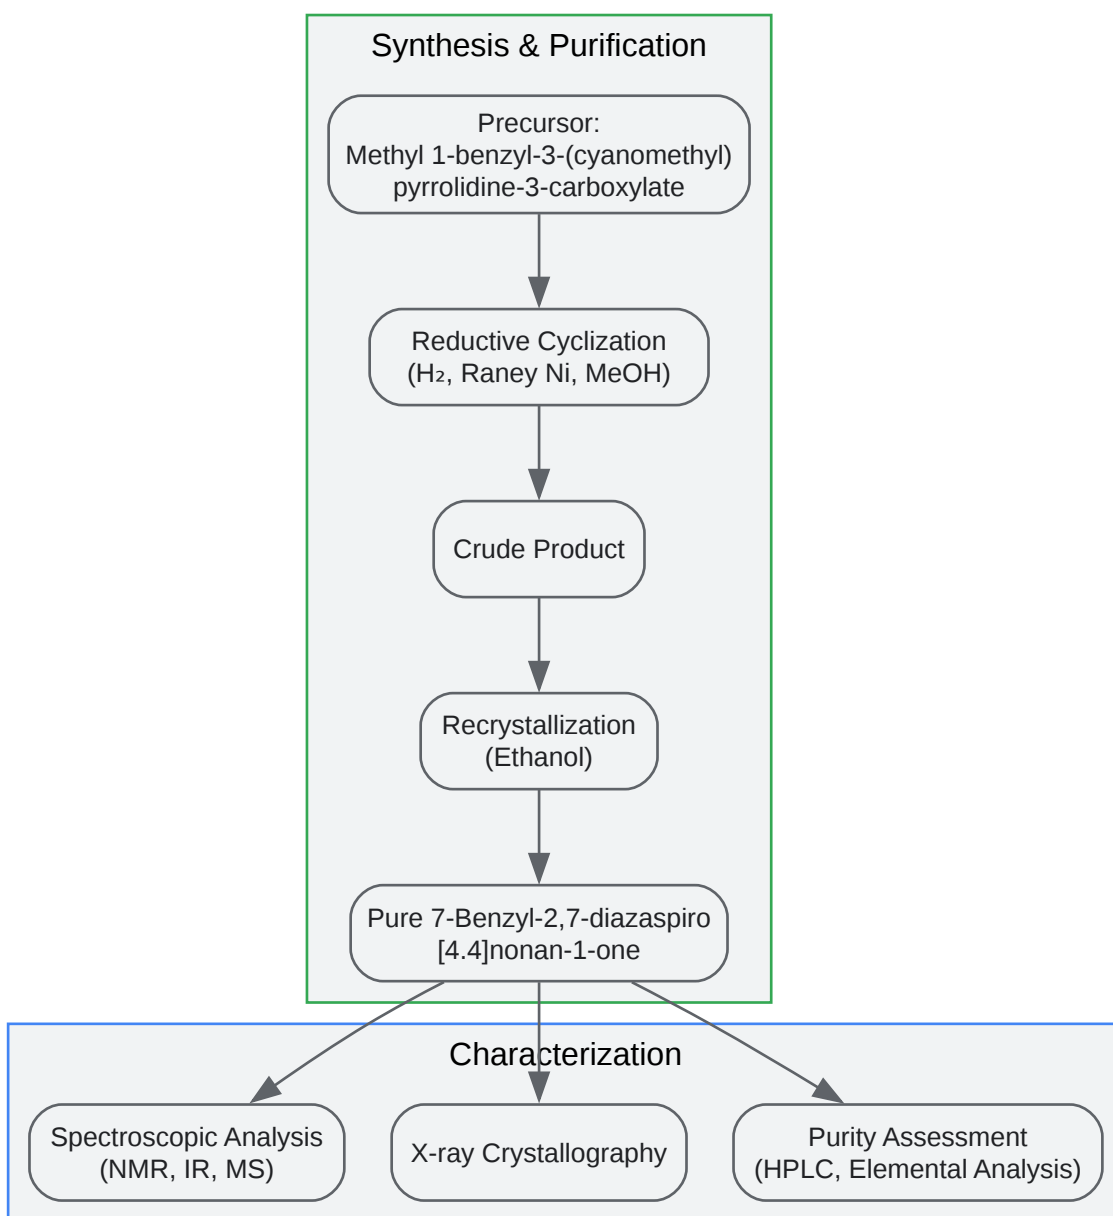 Synthesis & Purification
Precursor:
Methyl 1-benzyl-3-(cyanomethyl)
pyrrolidine-3-carboxylate
Reductive Cyclization
(H₂, Raney Ni, MeOH)
Crude Product
Recrystallization
(Ethanol)
Pure 7-Benzyl-2,7-diazaspiro
[4.4]nonan-1-one
Characterization
Spectroscopic Analysis
(NMR, IR, MS)
X-ray Crystallography
Purity Assessment
(HPLC, Elemental Analysis)